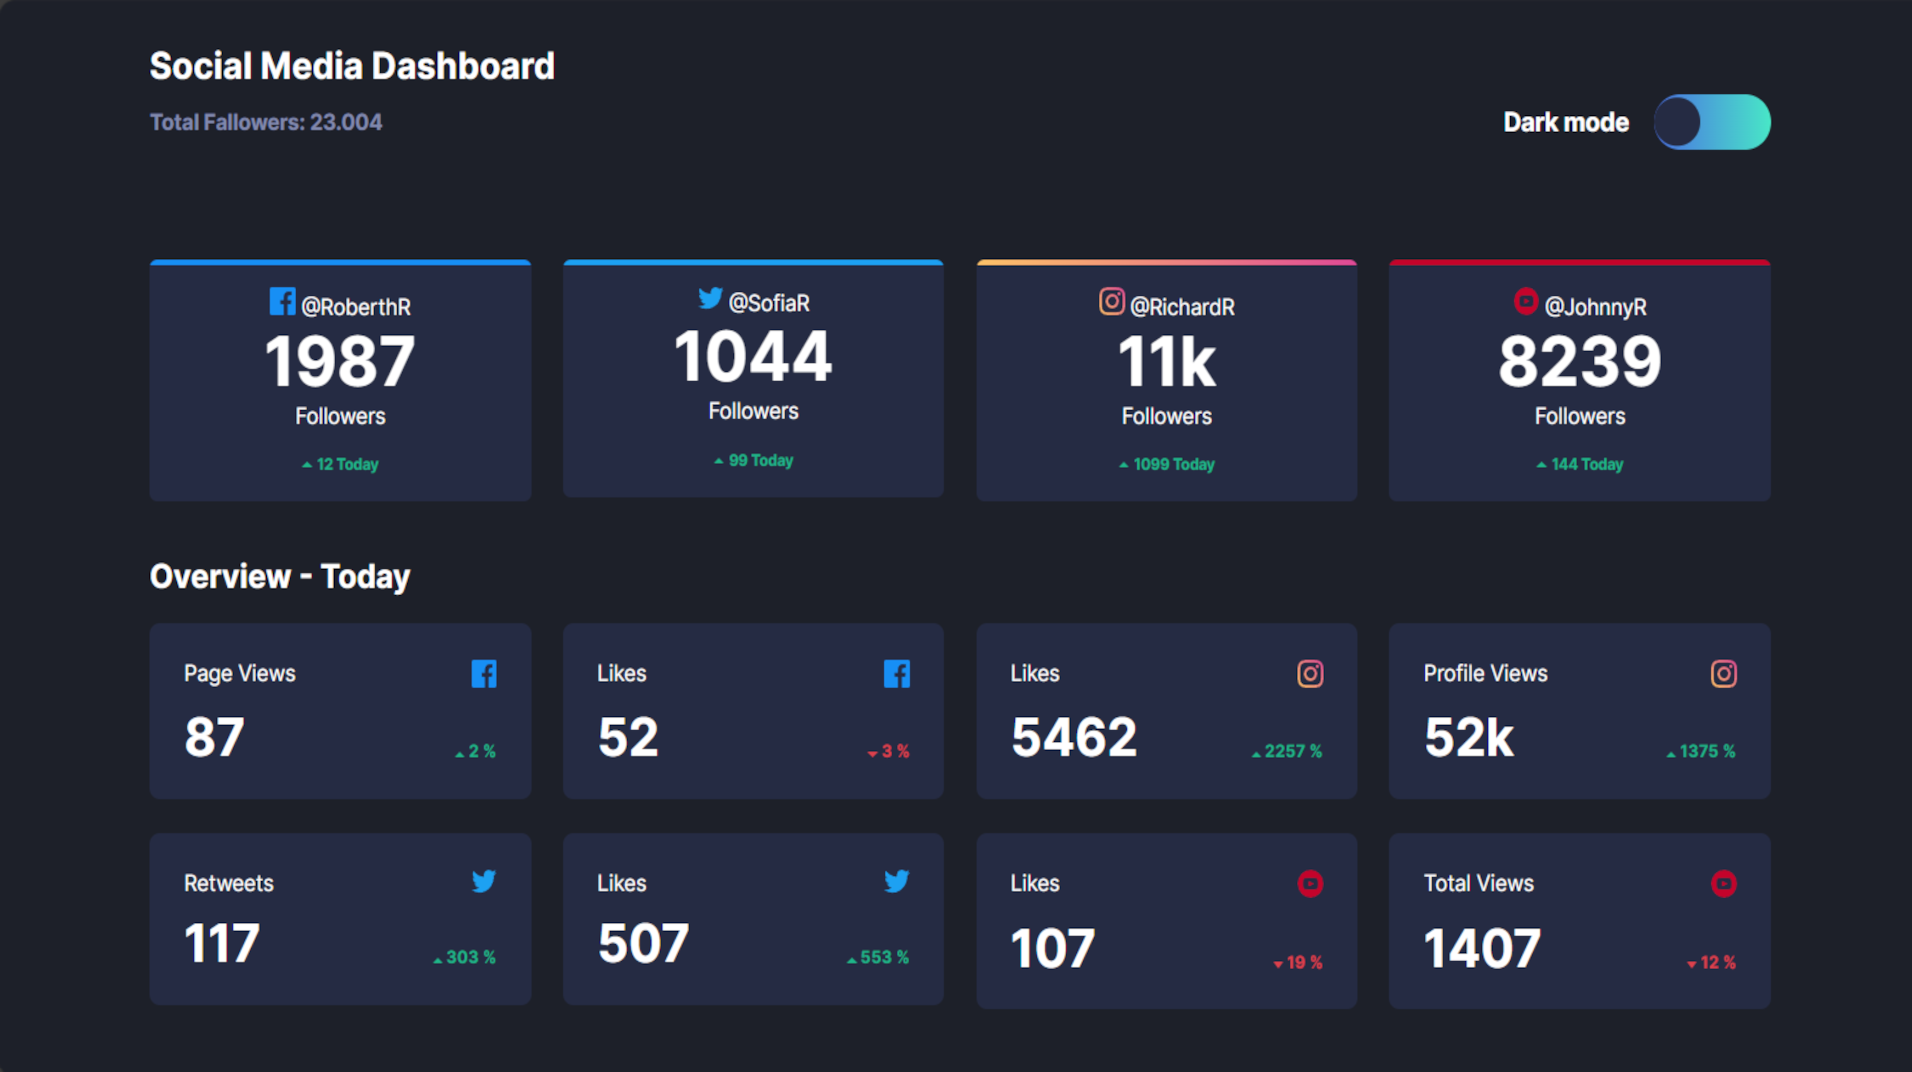 Social Media Dashboard
Total Fallowers: 23.004
Dark mode
@RoberthR
1987
Followers
12 Today
@SofiaR
1044
Followers
99 Today
@RichardR
11k
Followers
1099 Today
@JohnnyR
8239
Followers
144 Today
Overview - Today
Page Views
87
2 %
Likes
52
3 %
Likes
5462
2257 %
Profile Views
52k
1375 %
Retweets
117
303 %
Likes
507
553 %
Likes
107
19 %
Total Views
1407
12 %